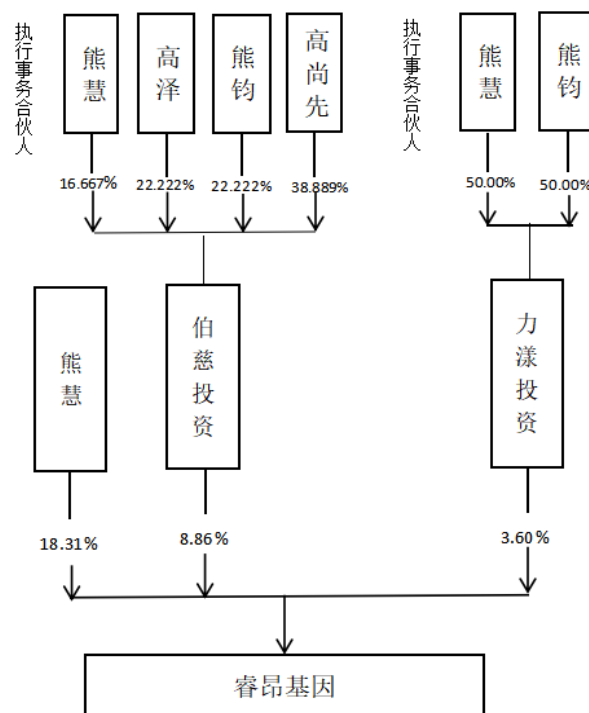 执行事务合伙人
熊慧
高泽
熊钧
高尚先
执行事务合伙人
熊慧
熊钧
16.667%
22.222%
22.222%
38.889%
50.00%
50.00%
熊慧
伯慈投资
力漾投资
18.31%
8.86%
3.60%
睿昂基因